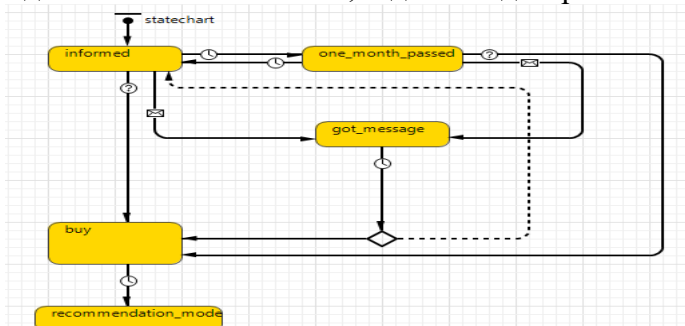 statechart
informed
one_month_passed
got_message
buy
recommendation_mode